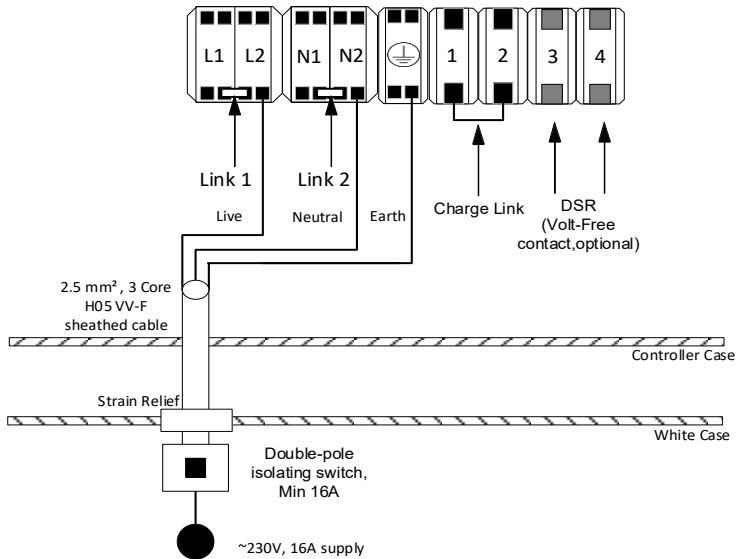 L1 L2 N1 N2 1 2 3 4
Link 1
Link 2
Live
Neutral
Earth
Charge Link
DSR
(Volt-Free
contact,optional)
2.5 mm² , 3 Core
H05 VV-F
sheathed cable
Controller Case
Strain Relief
White Case
Double-pole
isolating switch,
Min 16A
~230V, 16A supply